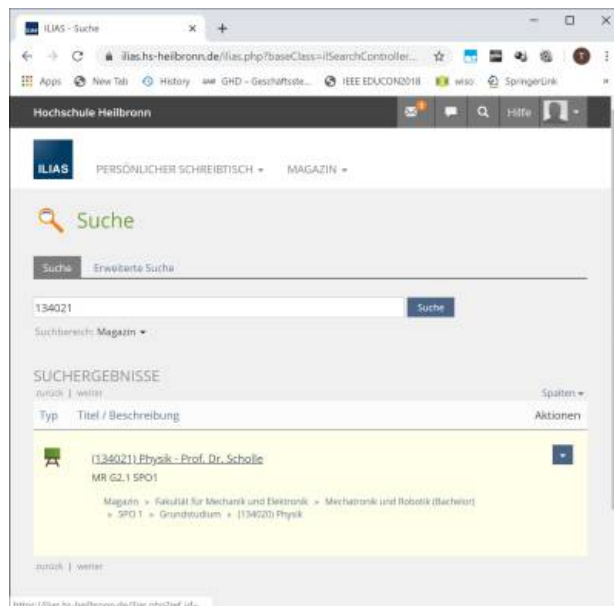 ILIAS - Suche
ilias.hs-heilbronn.de/ilias.php?baseClass=ilSearchController...
Apps New Tab History GHD – Geschäftsste... IEEE EDUCON2018 wiso SpringerLink »
Hochschule Heilbronn Hilfe
ILIAS PERSÖNLICHER SCHREIBTISCH MAGAZIN
Suche
Suche Erweiterte Suche
134021 Suche
Suchbereich: Magazin
SUCHERGEBNISSE
zurück | weiter Spalten
Typ Titel / Beschreibung Aktionen
(134021) Physik - Prof. Dr. Scholle
MR G2.1 SPO1
Magazin » Fakultät für Mechanik und Elektronik » Mechatronik und Robotik (Bachelor)
» SPO 1 » Grundstudium » (134020) Physik
zurück | weiter